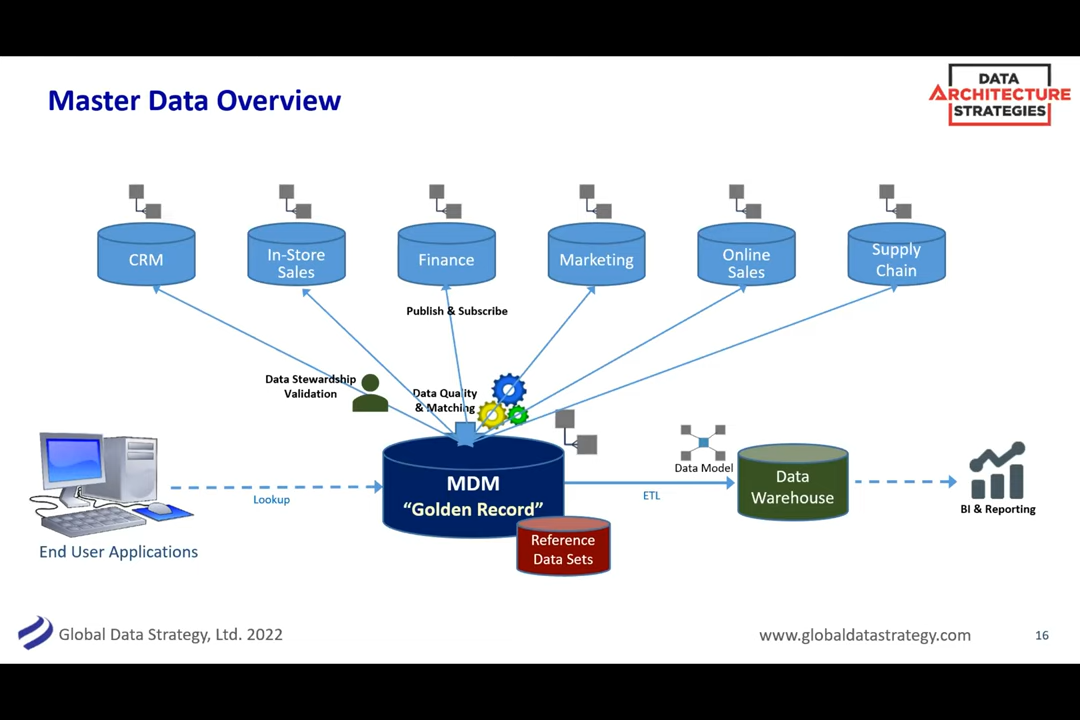 Master Data Overview
DATA
ARCHITECTURE
STRATEGIES
CRM
In-Store
Sales
Finance
Marketing
Online
Sales
Supply
Chain
Publish & Subscribe
Data Stewardship
Validation
Data Quality
& Matching
MDM
“Golden Record”
Reference
Data Sets
Lookup
End User Applications
ETL
Data Model
Data
Warehouse
BI & Reporting
Global Data Strategy, Ltd. 2022
www.globaldatastrategy.com
16